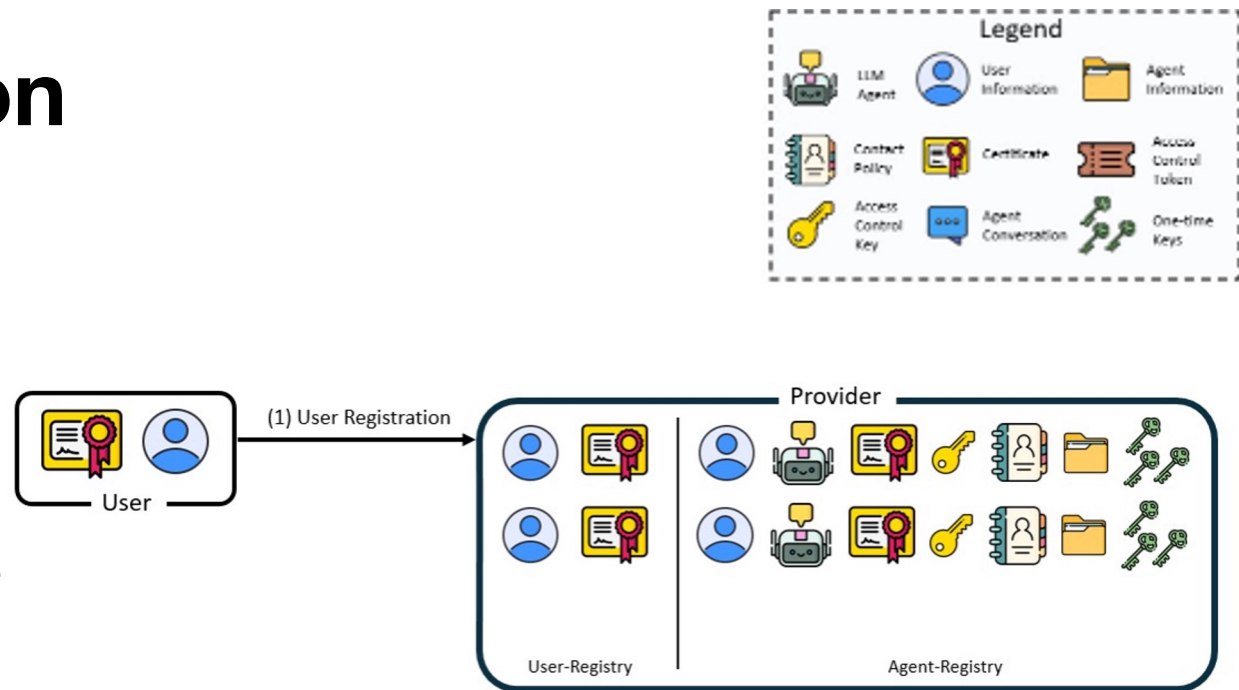 on
Legend
LLM
Agent
User
Information
Agent
Information
Contact
Policy
Certificate
Access
Control
Token
Access
Control
Key
Agent
Conversation
One-time
Keys
Provider
(1) User Registration
User
User-Registry
Agent-Registry